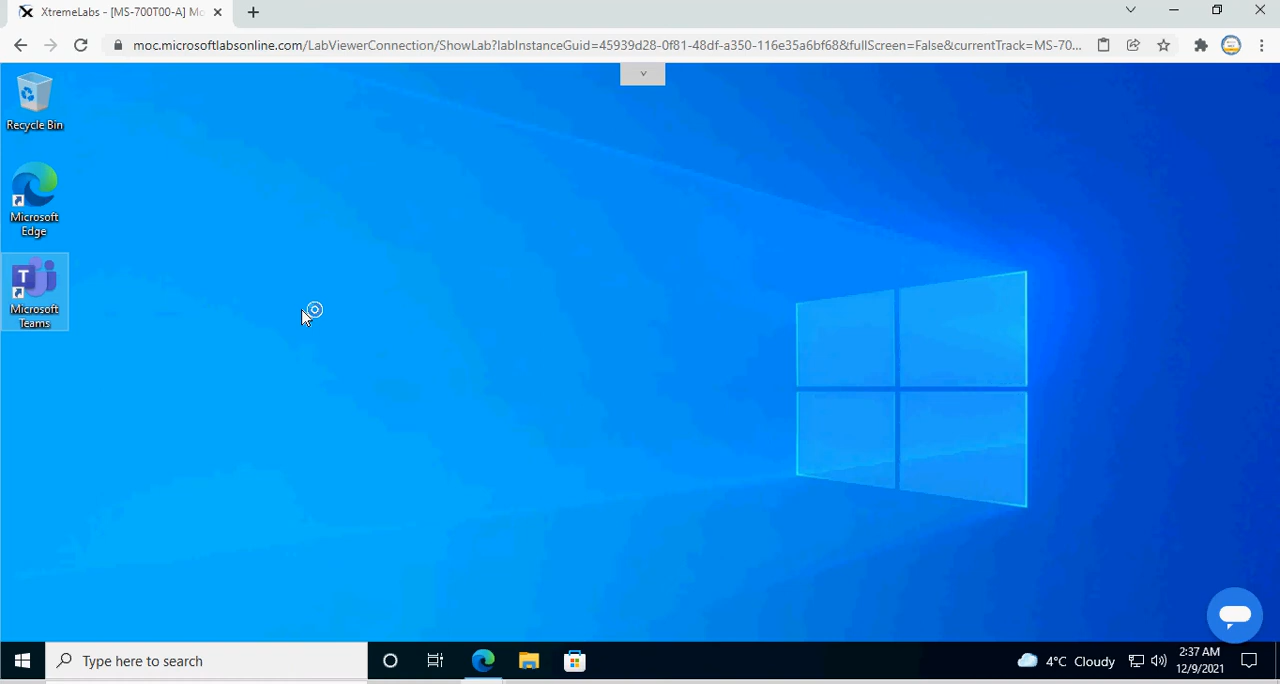 XtremeLabs - [MS-700T00-A] Mo
moc.microsoftlabsonline.com/LabViewerConnection/ShowLab?labInstanceGuid=45939d28-0f81-48df-a350-116e35a6bf68&fullScreen=False&currentTrack=MS-70...
Recycle Bin
Microsoft
Edge
T
Microsoft
Teams
Type here to search
4°C Cloudy
2:37 AM
12/9/2021